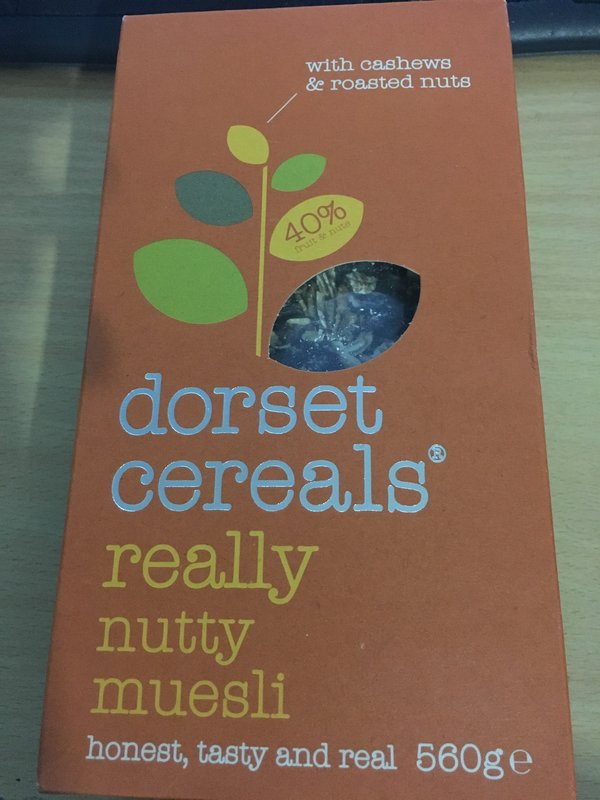 with cashews
& roasted nuts
40%
fruit & nuts
dorset
cereals®
really
nutty
muesli
honest, tasty and real 560g ℮